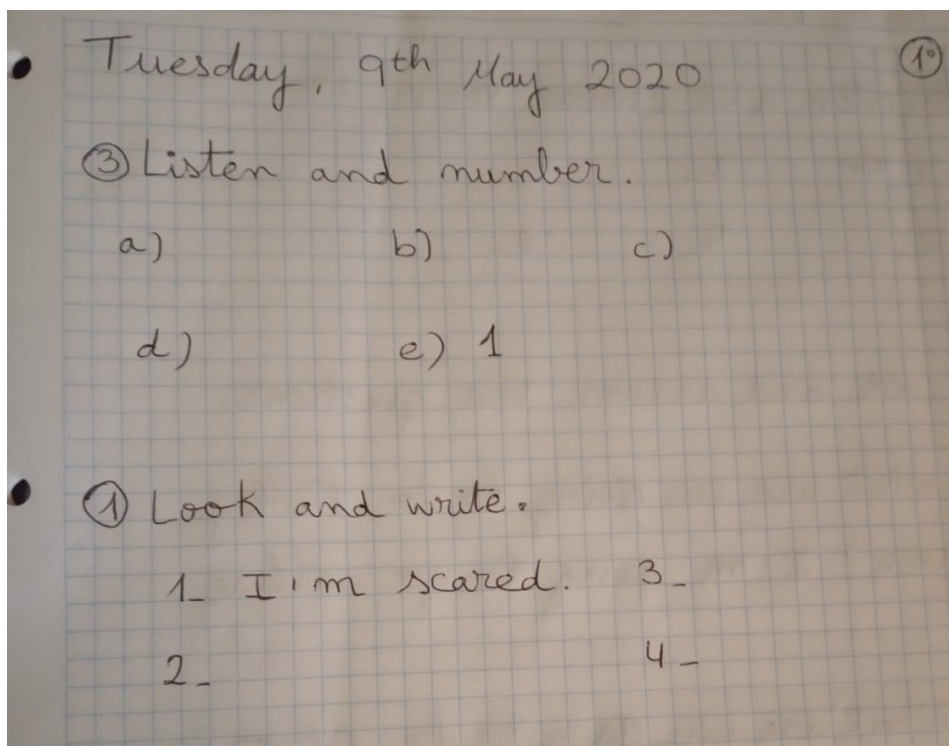 Tuesday, 9th May 2020 1º
3 Listen and number.
a) b) c)
d) e) 1
1 Look and write.
1_ I'm scared. 3_
2_ 4_